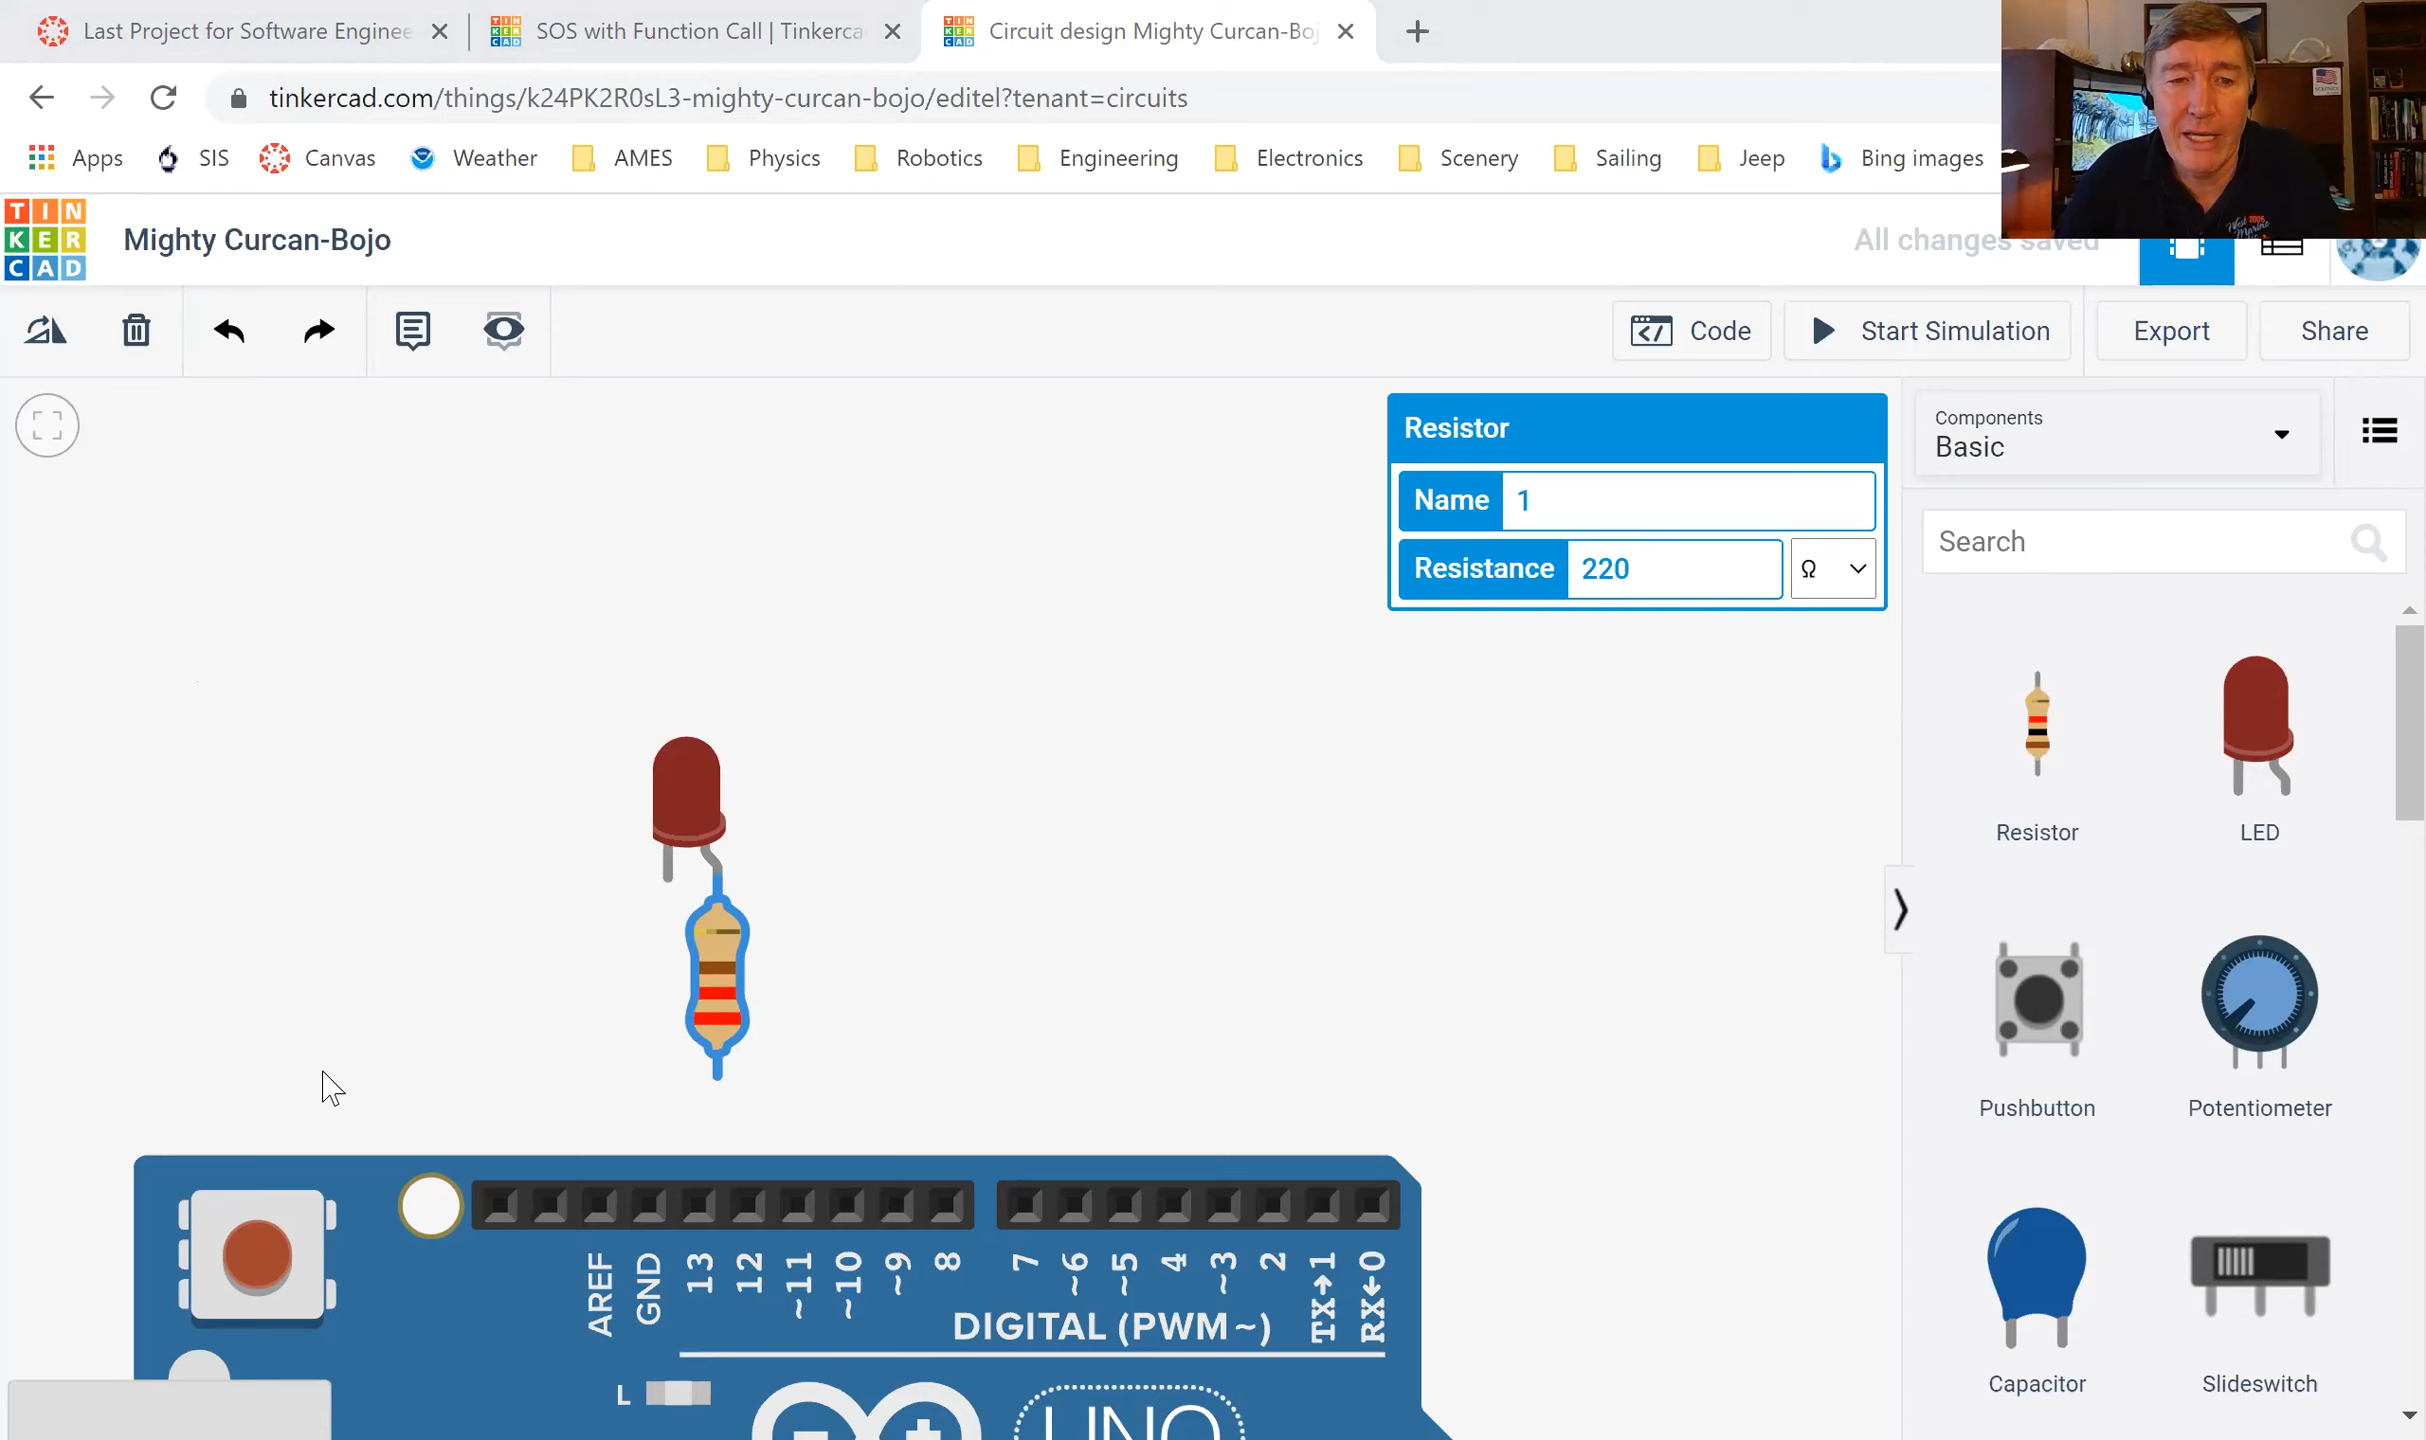 Last Project for Software Enginee
SOS with Function Call | Tinkerca
Circuit design Mighty Curcan-Boj
tinkercad.com/things/k24PK2R0sL3-mighty-curcan-bojo/editel?tenant=circuits
Apps
SIS
Canvas
Weather
AMES
Physics
Robotics
Engineering
Electronics
Scenery
Sailing
Jeep
Bing images
TIN
KER
CAD
Mighty Curcan-Bojo
All changes saved
Code
Start Simulation
Export
Share
Resistor
Name 1
Resistance 220 Ω
Components
Basic
Search
Resistor
LED
Pushbutton
Potentiometer
Capacitor
Slideswitch
AREF
GND
13
12
~11
~10
~9
8
7
~6
~5
4
~3
2
TX→1
RX←0
DIGITAL (PWM ~)
L
UNO